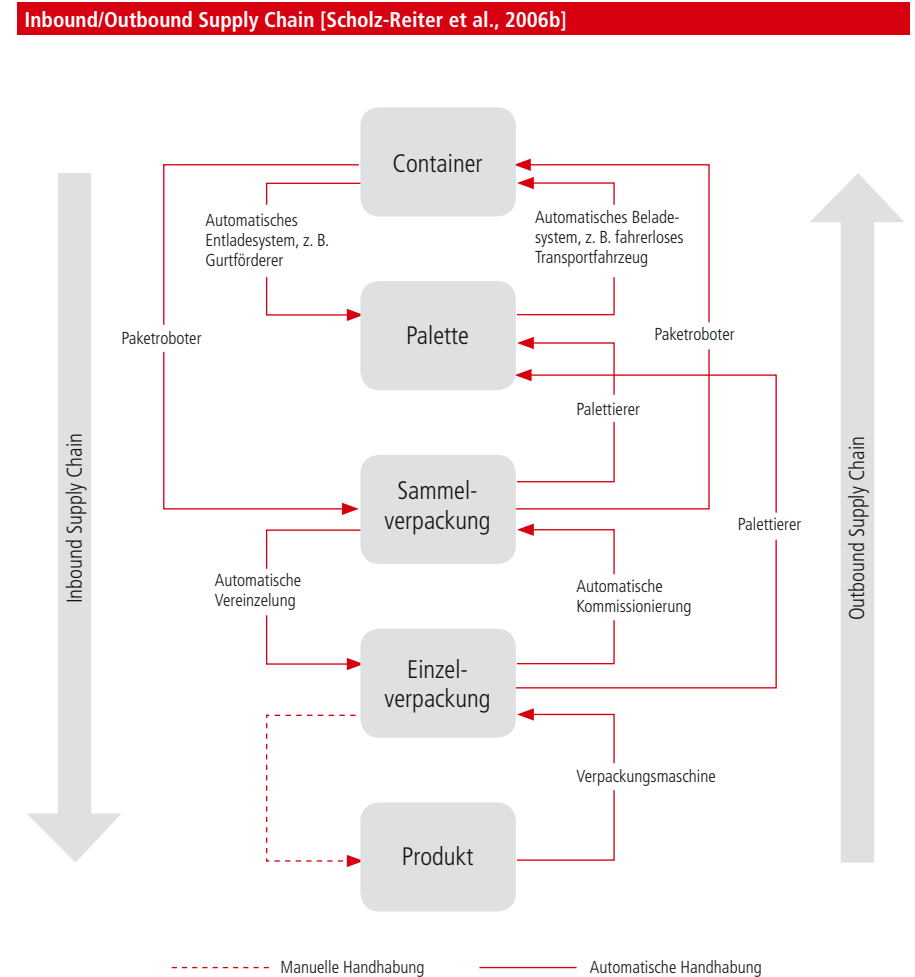 Inbound/Outbound Supply Chain [Scholz-Reiter et al., 2006b]
Container
Automatisches
Entladesystem, z. B.
Gurtförderer
Automatisches Belade-
system, z. B. fahrerloses
Transportfahrzeug
Paketroboter
Palette
Paketroboter
Palettierer
Inbound Supply Chain
Sammel-
verpackung
Palettierer
Outbound Supply Chain
Automatische
Vereinzelung
Automatische
Kommissionierung
Einzel-
verpackung
Verpackungsmaschine
Produkt
Manuelle Handhabung
Automatische Handhabung